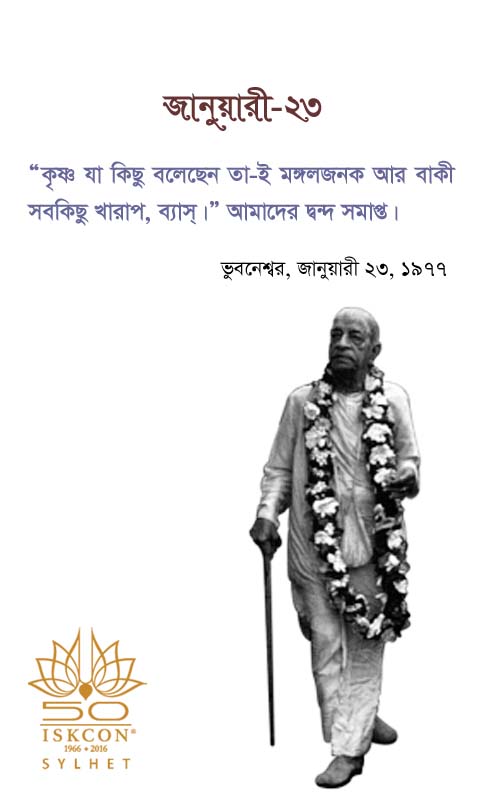 জানুয়ারী-২৩
“কৃষ্ণ যা কিছু বলেছেন তা-ই মঙ্গলজনক আর বাকী
সবকিছু খারাপ, ব্যাস্।” আমাদের দ্বন্দ সমাপ্ত।
ভুবনেশ্বর, জানুয়ারী ২৩, ১৯৭৭
50
ISKCON®
1966 • 2016
SYLHET